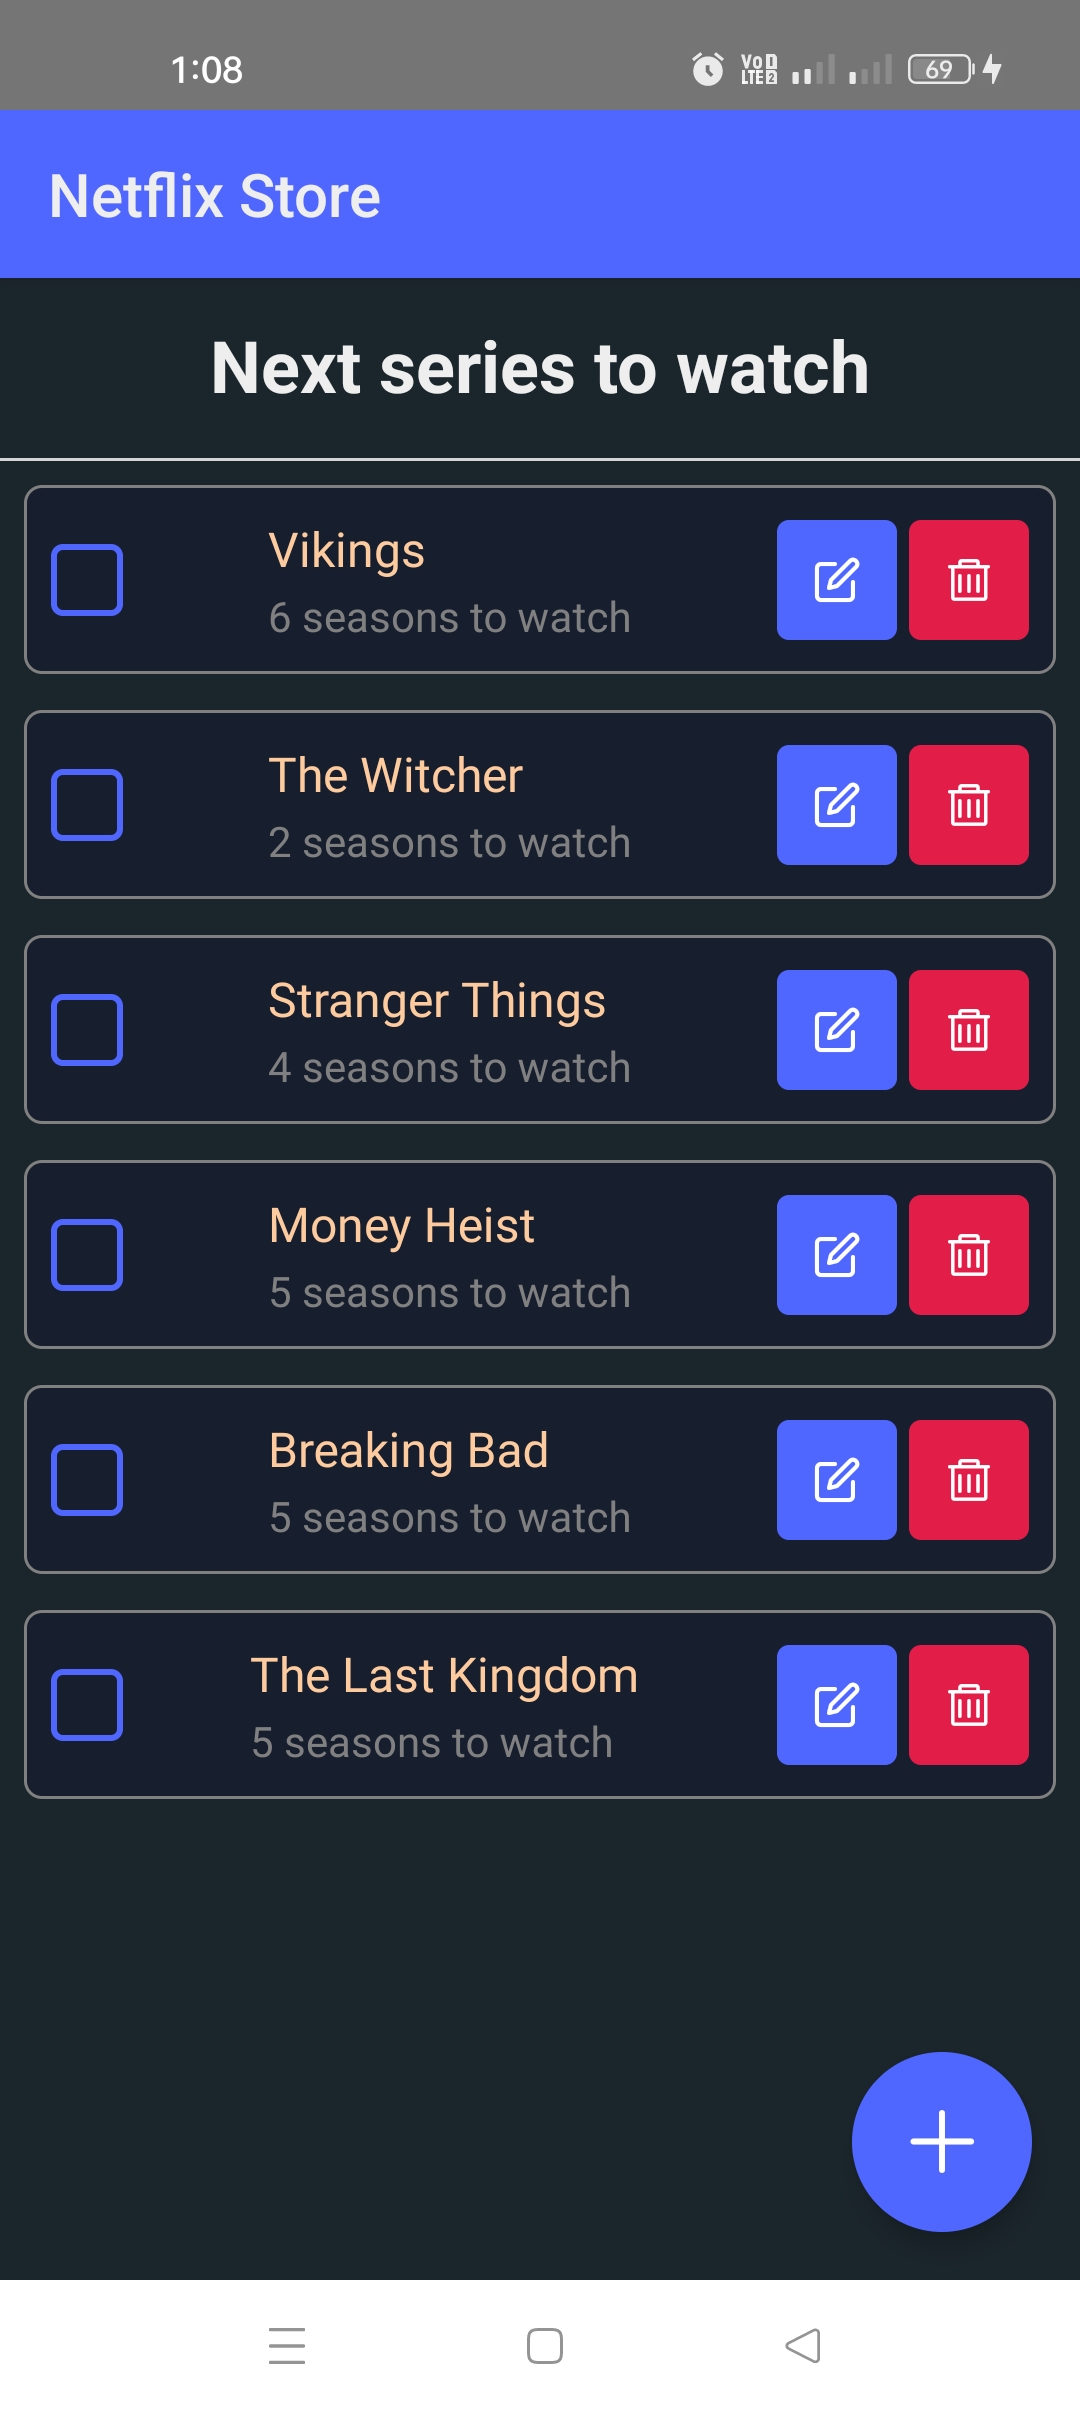 1:08
VoD LTE2
69
Netflix Store
Next series to watch
Vikings
6 seasons to watch
The Witcher
2 seasons to watch
Stranger Things
4 seasons to watch
Money Heist
5 seasons to watch
Breaking Bad
5 seasons to watch
The Last Kingdom
5 seasons to watch